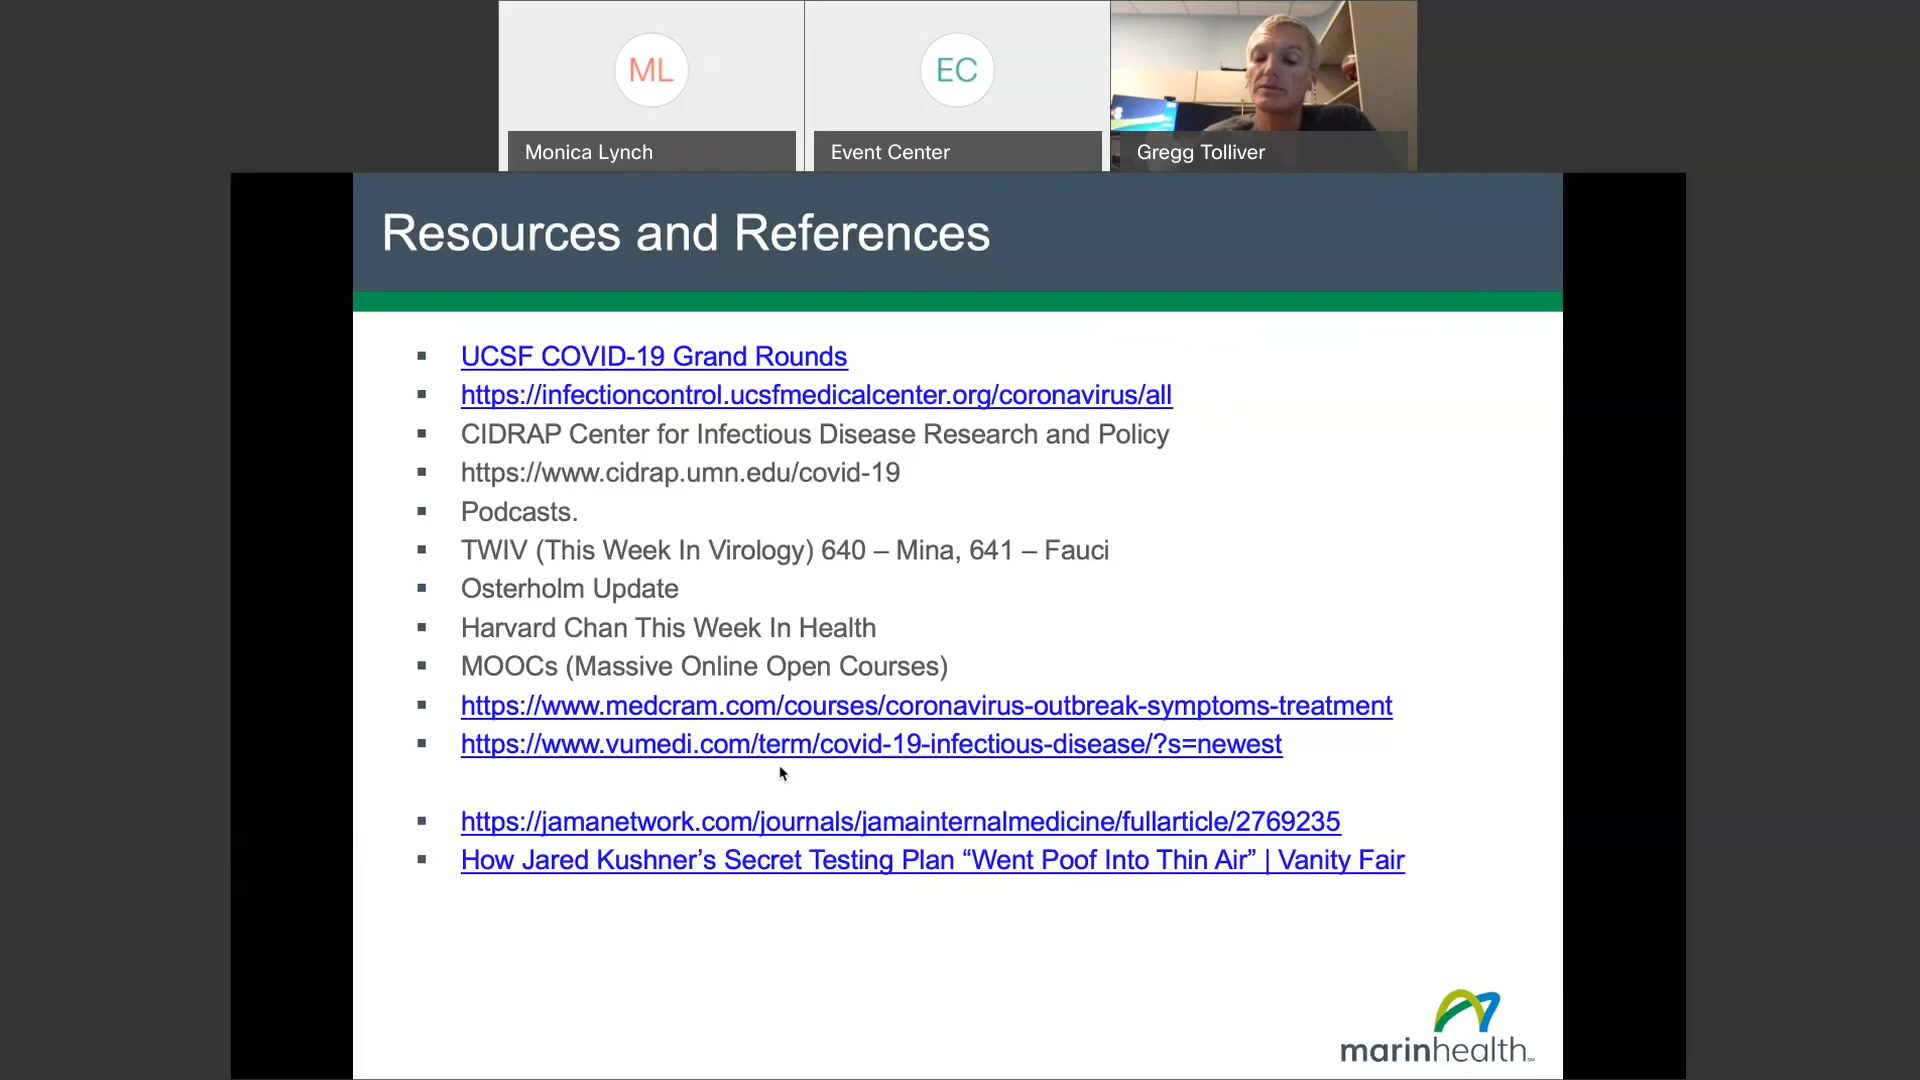 ML
EC
Monica Lynch
Event Center
Gregg Tolliver
Resources and References
UCSF COVID-19 Grand Rounds
https://infectioncontrol.ucsfmedicalcenter.org/coronavirus/all
CIDRAP Center for Infectious Disease Research and Policy
https://www.cidrap.umn.edu/covid-19
Podcasts.
TWIV (This Week In Virology) 640 – Mina, 641 – Fauci
Osterholm Update
Harvard Chan This Week In Health
MOOCs (Massive Online Open Courses)
https://www.medcram.com/courses/coronavirus-outbreak-symptoms-treatment
https://www.vumedi.com/term/covid-19-infectious-disease/?s=newest
https://jamanetwork.com/journals/jamainternalmedicine/fullarticle/2769235
How Jared Kushner’s Secret Testing Plan “Went Poof Into Thin Air” | Vanity Fair
marinhealth